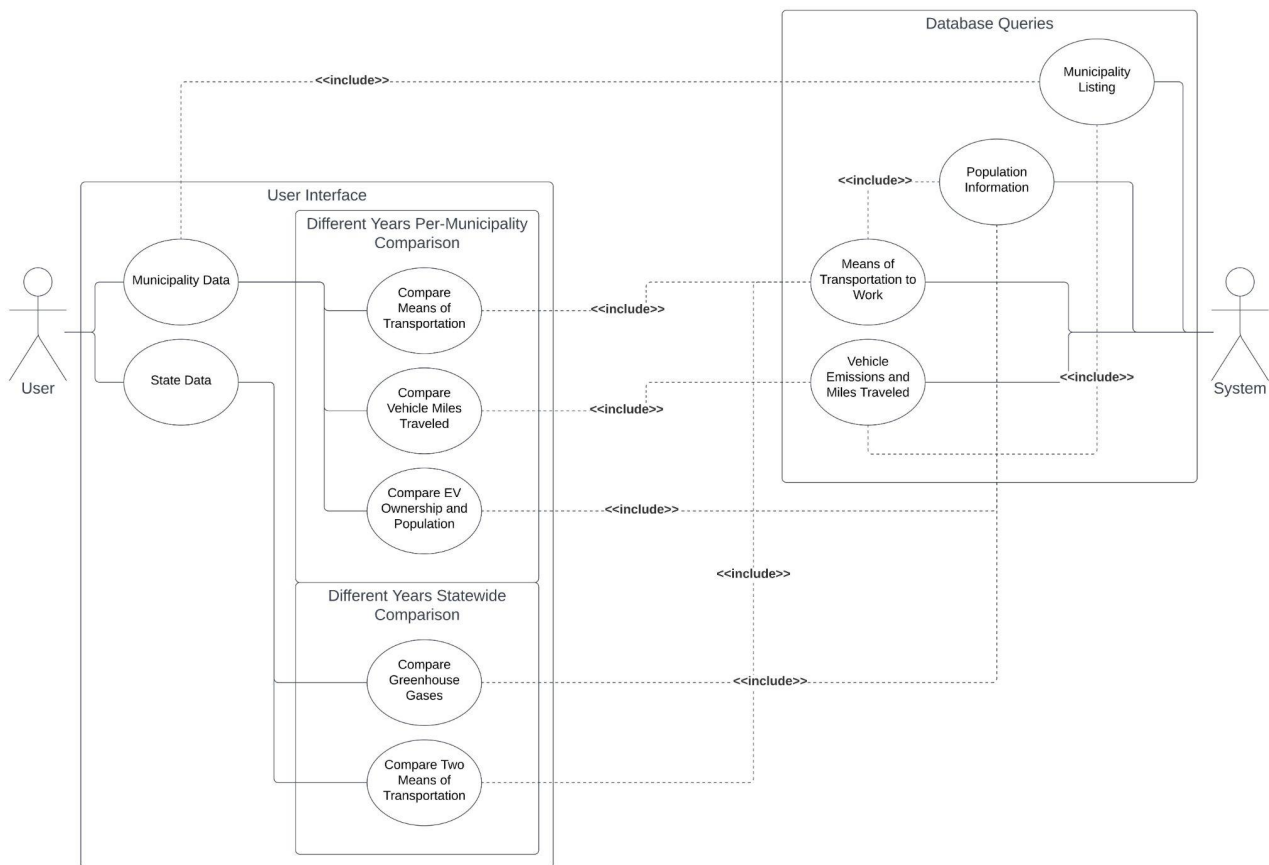 Database Queries
<<include>>
Municipality
Listing
Population
Information
<<include>>
User Interface
Different Years Per-Municipality
Comparison
Municipality Data
Compare
Means of
Transportation
<<include>>
Means of
Transportation to
Work
State Data
User
Compare
Vehicle Miles
Traveled
<<include>>
Vehicle
Emissions and
Miles Traveled
<<include>>
System
Compare EV
Ownership and
Population
<<include>>
<<include>>
Different Years Statewide
Comparison
Compare
Greenhouse
Gases
<<include>>
Compare Two
Means of
Transportation